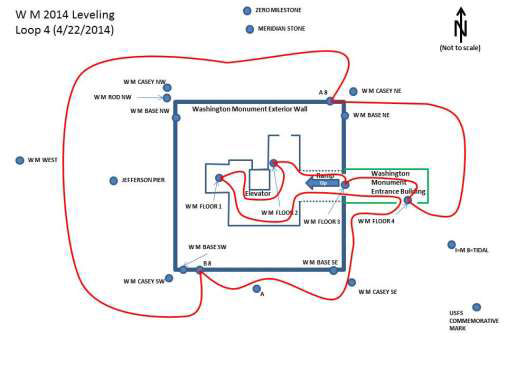 W M 2014 Leveling
Loop 4 (4/22/2014)
ZERO MILESTONE
MERIDIAN STONE
N
(Not to scale)
W M CASEY NW
W M ROD NW
W M BASE NW
A 8
W M CASEY NE
Washington Monument Exterior Wall
W M BASE NE
W M WEST
JEFFERSON PIER
Elevator
Ramp
Up
Washington
Monument
Entrance Building
W M FLOOR 1
W M FLOOR 2
W M FLOOR 3
W M FLOOR 4
W M BASE SW
B 8
W M BASE SE
W M CASEY SW
A
W M CASEY SE
USFS
COMMEMORATIVE
MARK